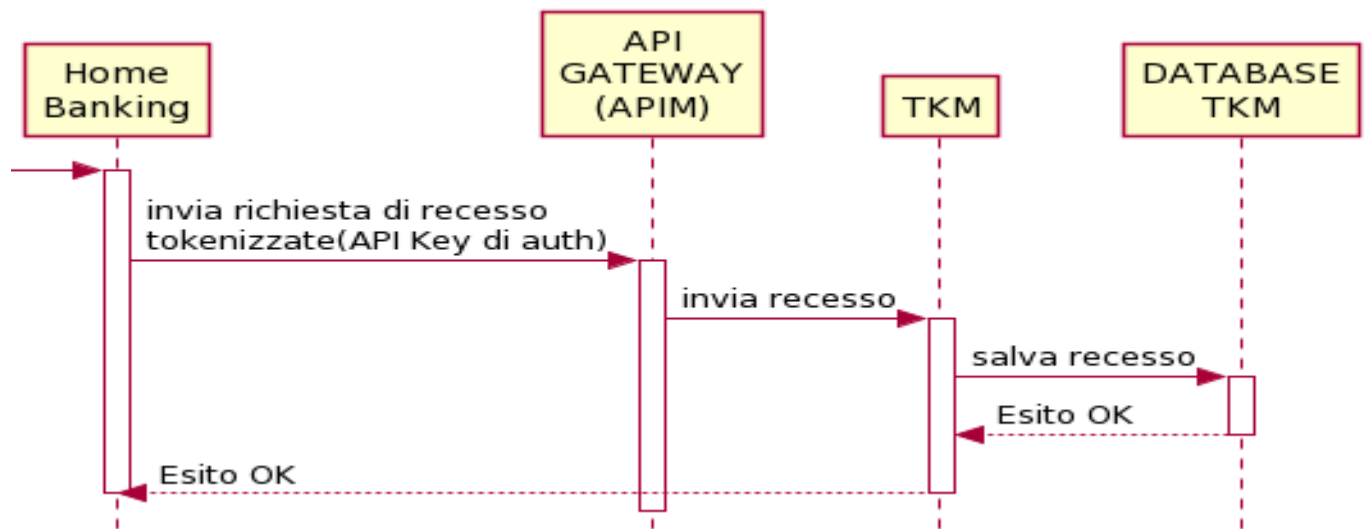 Home
Banking
API
GATEWAY
(APIM)
TKM
DATABASE
TKM
invia richiesta di recesso
tokenizzate(API Key di auth)
invia recesso
salva recesso
Esito OK
Esito OK